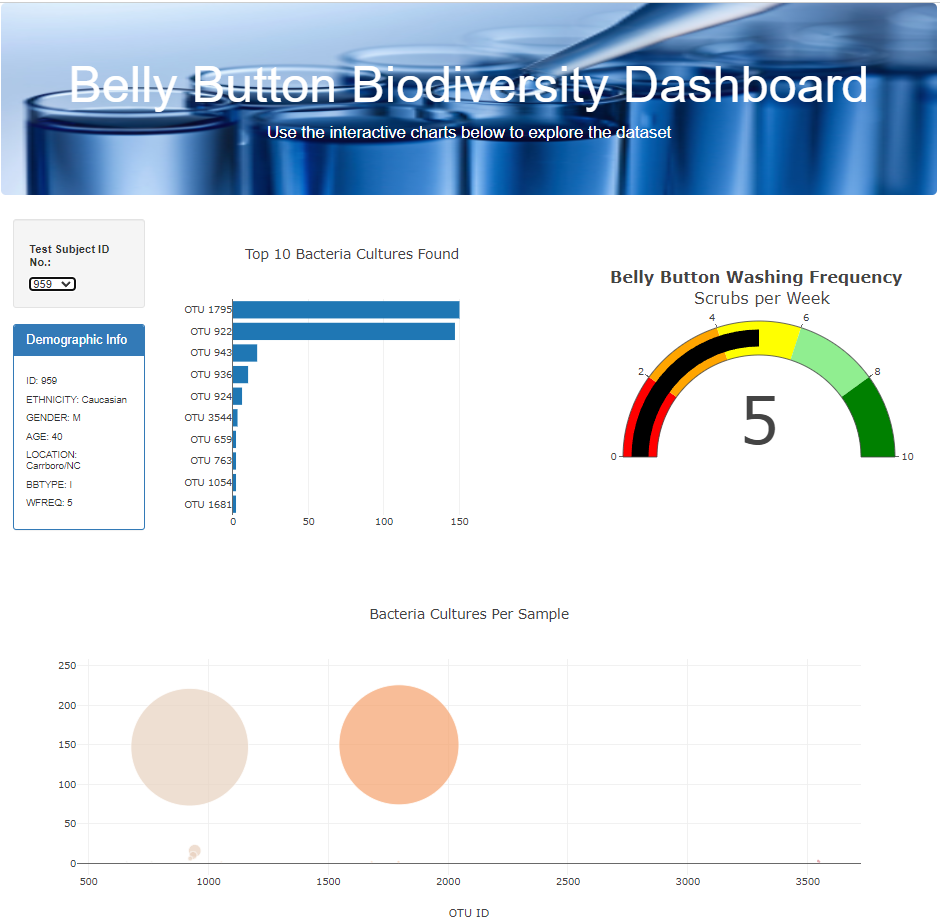 Belly Button Biodiversity Dashboard
Use the interactive charts below to explore the dataset
Test Subject ID
No.:
959
Demographic Info
ID: 959
ETHNICITY: Caucasian
GENDER: M
AGE: 40
LOCATION:
Carrboro/NC
BBTYPE: I
WFREQ: 5
Top 10 Bacteria Cultures Found
OTU 1795
OTU 922
OTU 943
OTU 936
OTU 924
OTU 3544
OTU 659
OTU 763
OTU 1054
OTU 1681
0 50 100 150
Belly Button Washing Frequency
Scrubs per Week
4 6
2 8
5
0 10
Bacteria Cultures Per Sample
250
200
150
100
50
0
500 1000 1500 2000 2500 3000 3500
OTU ID